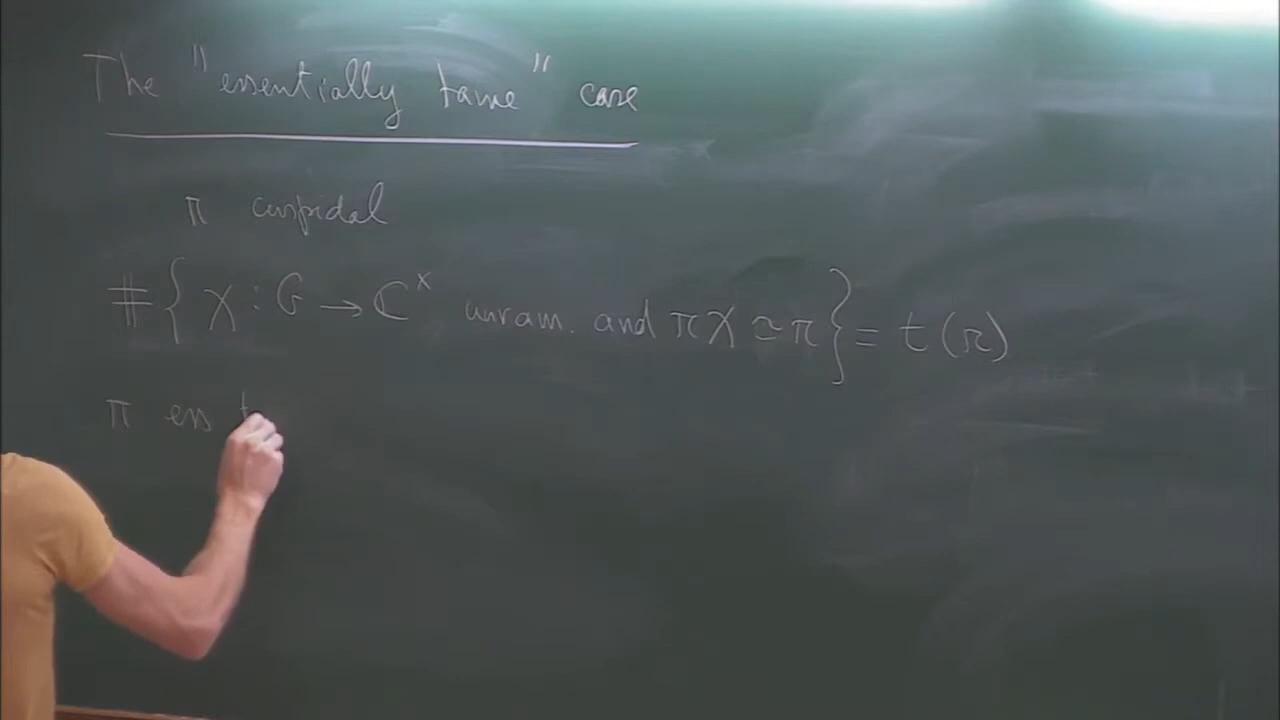 The "essentially tame" case
π cuspidal
#{χ : G → ℂ^× unram. and πχ ≃ π} = t(π)
π ess t